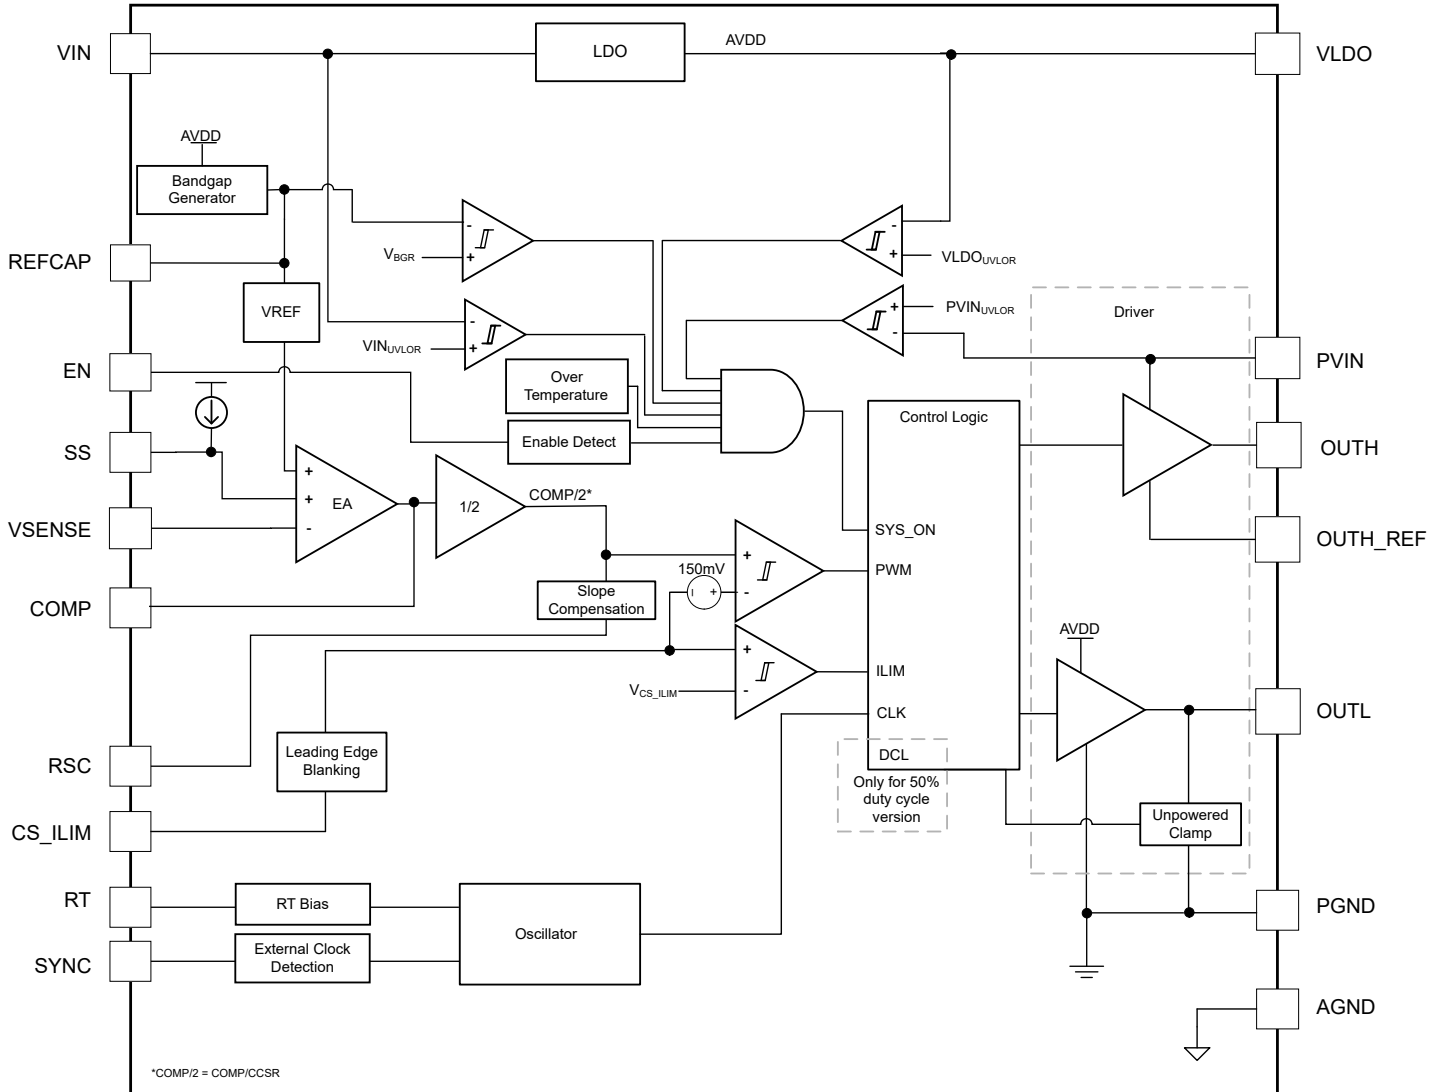 VIN
LDO
AVDD
VLDO
AVDD
Bandgap
Generator
REFCAP
VREF
-
VBGR
+
-
+
VLDOUVLOR
-
VINUVLOR
+
+
PVINUVLOR
-
Driver
PVIN
EN
Over
Temperature
Enable Detect
Control Logic
OUTH
SS
+
+
-
EA
1/2
COMP/2*
VSENSE
SYS_ON
OUTH_REF
150mV
+
-
+
PWM
COMP
Slope
Compensation
AVDD
+
-
VCS_ILIM
ILIM
CLK
OUTL
DCL
Only for 50%
duty cycle
version
Leading Edge
Blanking
RSC
CS_ILIM
Unpowered
Clamp
RT
RT Bias
Oscillator
PGND
SYNC
External Clock
Detection
AGND
*COMP/2 = COMP/CCSR